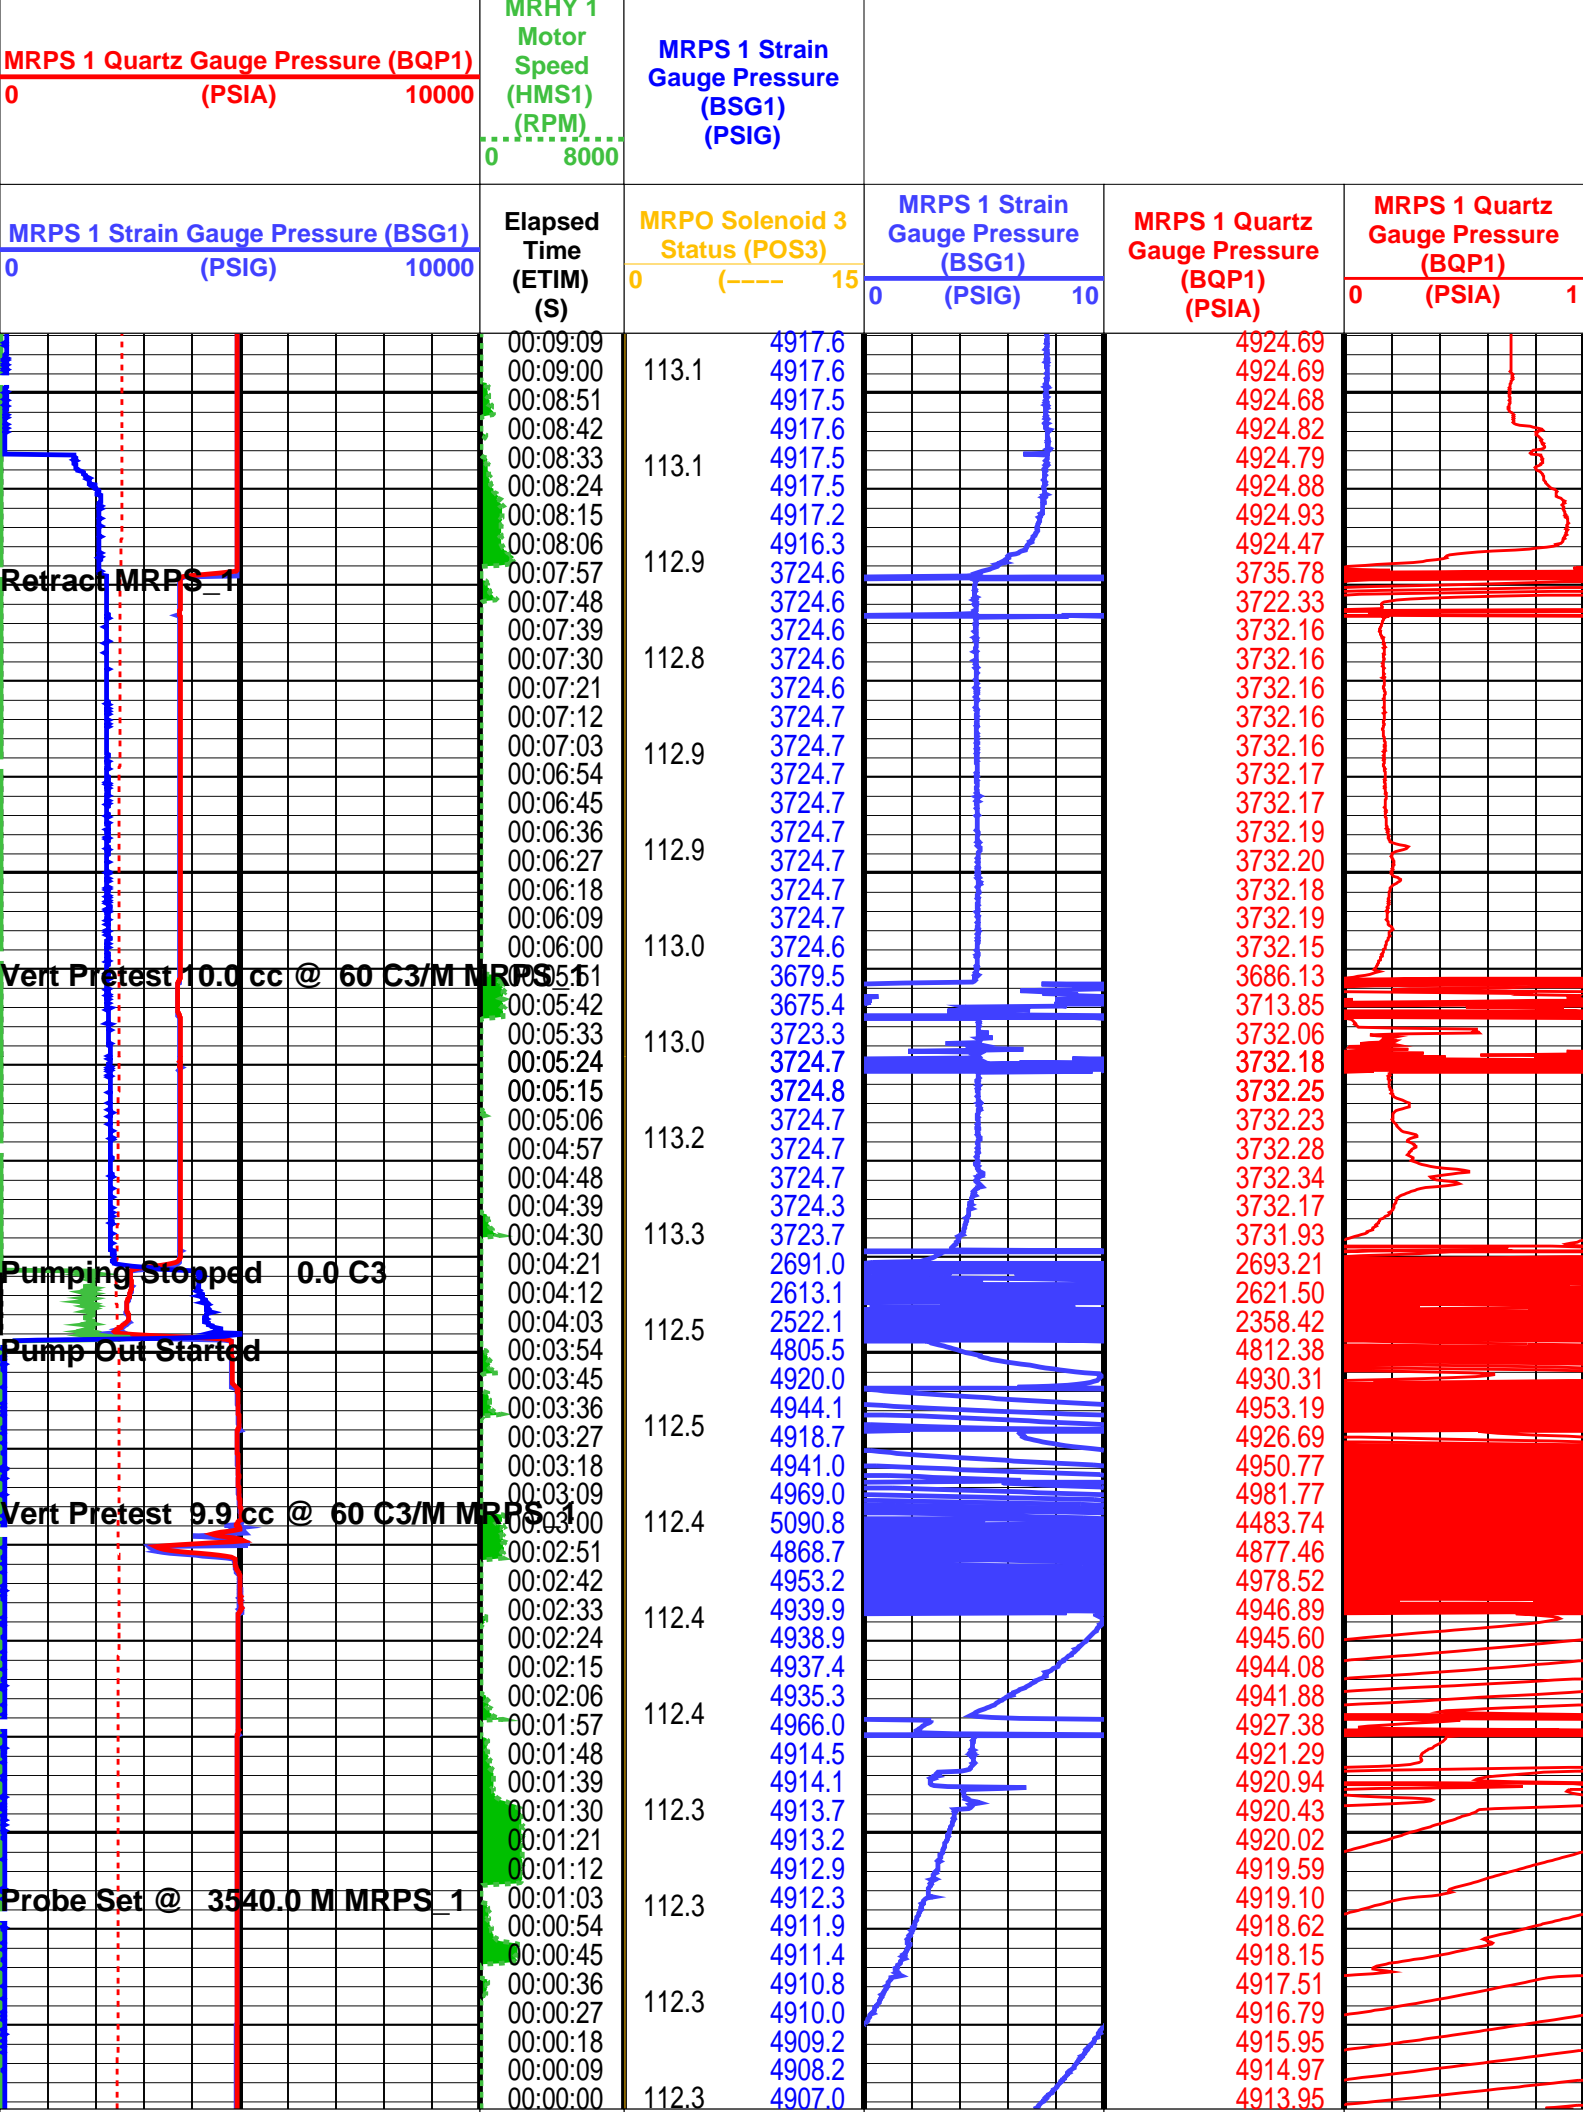 MRPS 1 Quartz Gauge Pressure (BQP1)
0 (PSIA) 10000
MRHY 1
Motor
Speed
(HMS1)
(RPM)
0 8000
MRPS 1 Strain
Gauge Pressure
(BSG1)
(PSIG)
MRPS 1 Strain Gauge Pressure (BSG1)
0 (PSIG) 10000
Elapsed
Time
(ETIM)
(S)
MRPO Solenoid 3
Status (POS3)
0 (---- 15
MRPS 1 Strain
Gauge Pressure
(BSG1)
0 (PSIG) 10
MRPS 1 Quartz
Gauge Pressure
(BQP1)
(PSIA)
MRPS 1 Quartz
Gauge Pressure
(BQP1)
0 (PSIA) 1
00:09:09 4917.6 4924.69
00:09:00 113.1 4917.6 4924.69
00:08:51 4917.5 4924.68
00:08:42 4917.6 4924.82
00:08:33 113.1 4917.5 4924.79
00:08:24 4917.5 4924.88
00:08:15 4917.2 4924.93
00:08:06 112.9 4916.3 4924.47
Retract MRPS_1 00:07:57 3724.6 3735.78
00:07:48 3724.6 3722.33
00:07:39 3724.6 3732.16
00:07:30 112.8 3724.6 3732.16
00:07:21 3724.6 3732.16
00:07:12 3724.7 3732.16
00:07:03 112.9 3724.7 3732.16
00:06:54 3724.7 3732.17
00:06:45 3724.7 3732.17
00:06:36 3724.7 3732.19
00:06:27 112.9 3724.7 3732.20
00:06:18 3724.7 3732.18
00:06:09 3724.7 3732.19
00:06:00 113.0 3724.6 3732.15
Vert Pretest 10.0 cc @ 60 C3/M MRPS_1 00:05:51 3679.5 3686.13
00:05:42 3675.4 3713.85
00:05:33 113.0 3723.3 3732.06
00:05:24 3724.7 3732.18
00:05:15 3724.8 3732.25
00:05:06 3724.7 3732.23
00:04:57 113.2 3724.7 3732.28
00:04:48 3724.7 3732.34
00:04:39 3724.3 3732.17
00:04:30 113.3 3723.7 3731.93
Pumping Stopped 0.0 C3 00:04:21 2691.0 2693.21
00:04:12 2613.1 2621.50
00:04:03 112.5 2522.1 2358.42
Pump Out Started 00:03:54 4805.5 4812.38
00:03:45 4920.0 4930.31
00:03:36 4944.1 4953.19
00:03:27 112.5 4918.7 4926.69
00:03:18 4941.0 4950.77
00:03:09 4969.0 4981.77
Vert Pretest 9.9 cc @ 60 C3/M MRPS_1 00:03:00 112.4 5090.8 4483.74
00:02:51 4868.7 4877.46
00:02:42 4953.2 4978.52
00:02:33 112.4 4939.9 4946.89
00:02:24 4938.9 4945.60
00:02:15 4937.4 4944.08
00:02:06 112.4 4935.3 4941.88
00:01:57 4966.0 4927.38
00:01:48 4914.5 4921.29
00:01:39 4914.1 4920.94
00:01:30 112.3 4913.7 4920.43
00:01:21 4913.2 4920.02
00:01:12 4912.9 4919.59
Probe Set @ 3540.0 M MRPS_1 00:01:03 112.3 4912.3 4919.10
00:00:54 4911.9 4918.62
00:00:45 4911.4 4918.15
00:00:36 4910.8 4917.51
00:00:27 112.3 4910.0 4916.79
00:00:18 4909.2 4915.95
00:00:09 4908.2 4914.97
00:00:00 112.3 4907.0 4913.95